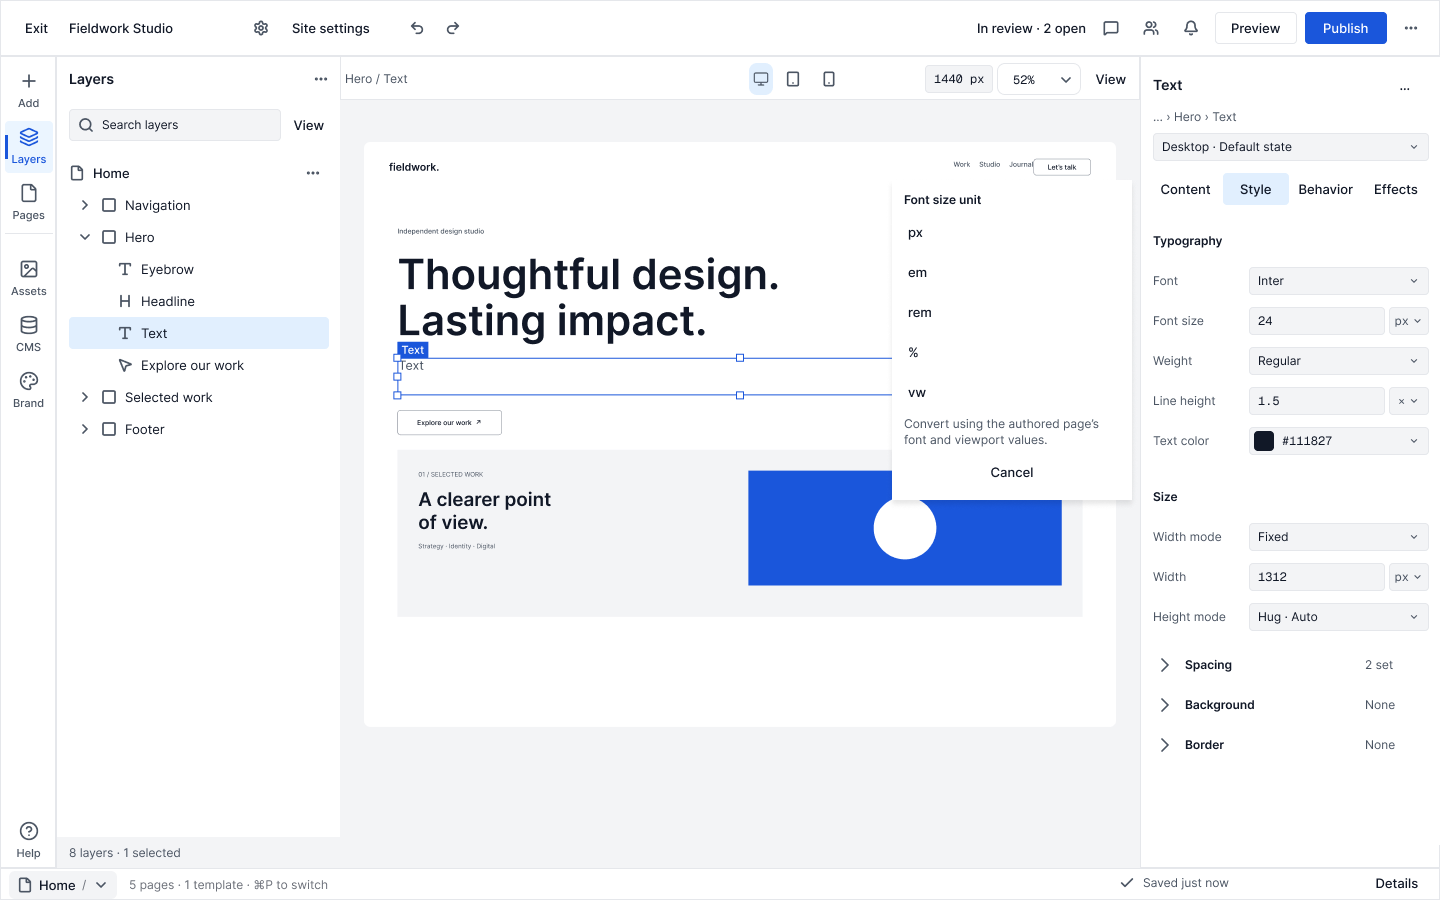 Exit
Fieldwork Studio
Site settings
In review · 2 open
Preview
Publish
Add
Layers
Pages
Assets
CMS
Brand
Help
Layers
Search layers
View
Home
Navigation
Hero
Eyebrow
Headline
Text
Explore our work
Selected work
Footer
8 layers · 1 selected
Hero / Text
1440 px
52%
View
fieldwork.
Work
Studio
Journal
Let's talk
Independent design studio
Thoughtful design.
Lasting impact.
Text
Text
Explore our work ↗
01 / SELECTED WORK
A clearer point
of view.
Strategy · Identity · Digital
Font size unit
px
em
rem
%
vw
Convert using the authored page's
font and viewport values.
Cancel
Text
...
... › Hero › Text
Desktop · Default state
Content
Style
Behavior
Effects
Typography
Font
Inter
Font size
24
px
Weight
Regular
Line height
1.5
×
Text color
#111827
Size
Width mode
Fixed
Width
1312
px
Height mode
Hug · Auto
Spacing
2 set
Background
None
Border
None
Home /
5 pages · 1 template · ⌘P to switch
Saved just now
Details